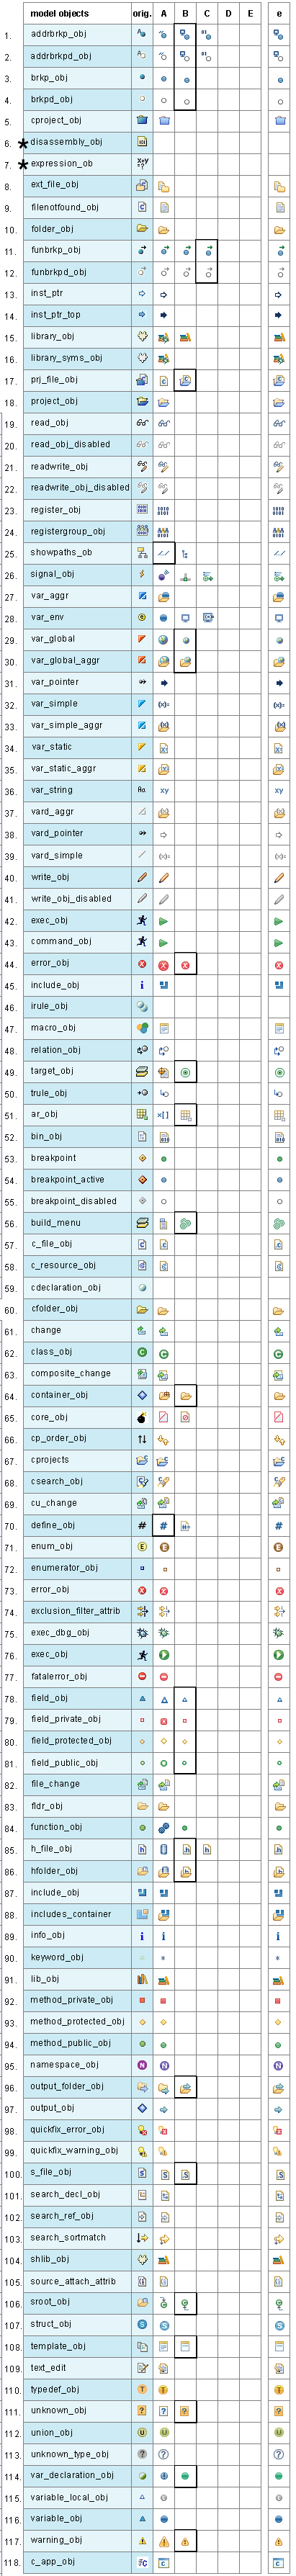 model objects orig. A B C D E e
1. addrbrkp_obj
2. addrbrkpd_obj
3. brkp_obj
4. brkpd_obj
5. cproject_obj
6. * disassembly_obj
7. * expression_ob
8. ext_file_obj
9. filenotfound_obj
10. folder_obj
11. funbrkp_obj
12. funbrkpd_obj
13. inst_ptr
14. inst_ptr_top
15. library_obj
16. library_syms_obj
17. prj_file_obj
18. project_obj
19. read_obj
20. read_obj_disabled
21. readwrite_obj
22. readwrite_obj_disabled
23. register_obj
24. registergroup_obj
25. showpaths_ob
26. signal_obj
27. var_aggr
28. var_env
29. var_global
30. var_global_aggr
31. var_pointer
32. var_simple
33. var_simple_aggr
34. var_static
35. var_static_aggr
36. var_string
37. vard_aggr
38. vard_pointer
39. vard_simple
40. write_obj
41. write_obj_disabled
42. exec_obj
43. command_obj
44. error_obj
45. include_obj
46. irule_obj
47. macro_obj
48. relation_obj
49. target_obj
50. trule_obj
51. ar_obj
52. bin_obj
53. breakpoint
54. breakpoint_active
55. breakpoint_disabled
56. build_menu
57. c_file_obj
58. c_resource_obj
59. cdeclaration_obj
60. cfolder_obj
61. change
62. class_obj
63. composite_change
64. container_obj
65. core_obj
66. cp_order_obj
67. cprojects
68. csearch_obj
69. cu_change
70. define_obj
71. enum_obj
72. enumerator_obj
73. error_obj
74. exclusion_filter_attrib
75. exec_dbg_obj
76. exec_obj
77. fatalerror_obj
78. field_obj
79. field_private_obj
80. field_protected_obj
81. field_public_obj
82. file_change
83. fldr_obj
84. function_obj
85. h_file_obj
86. hfolder_obj
87. include_obj
88. includes_container
89. info_obj
90. keyword_obj
91. lib_obj
92. method_private_obj
93. method_protected_obj
94. method_public_obj
95. namespace_obj
96. output_folder_obj
97. output_obj
98. quickfix_error_obj
99. quickfix_warning_obj
100. s_file_obj
101. search_decl_obj
102. search_ref_obj
103. search_sortmatch
104. shlib_obj
105. source_attach_attrib
106. sroot_obj
107. struct_obj
108. template_obj
109. text_edit
110. typedef_obj
111. unknown_obj
112. union_obj
113. unknown_type_obj
114. var_declaration_obj
115. variable_local_obj
116. variable_obj
117. warning_obj
118. c_app_obj